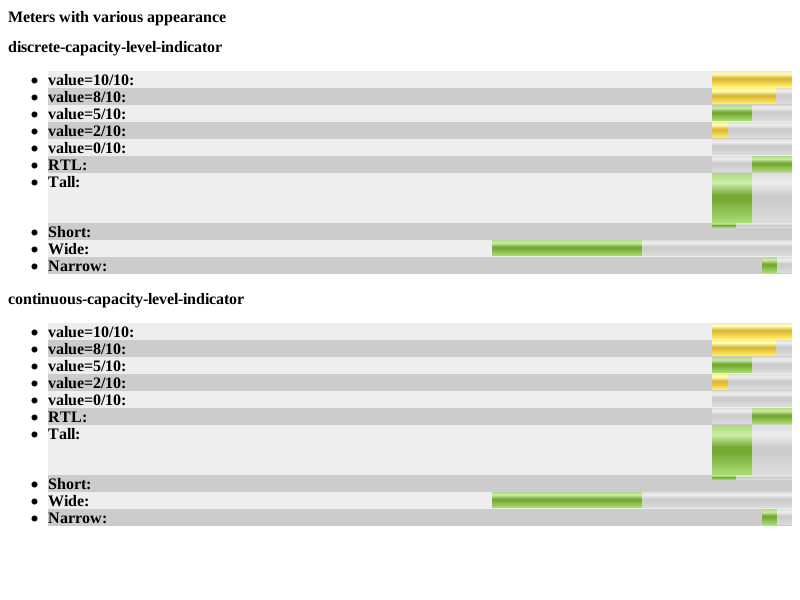 Meters with various appearance
discrete-capacity-level-indicator
value=10/10:
value=8/10:
value=5/10:
value=2/10:
value=0/10:
RTL:
Tall:
Short:
Wide:
Narrow:
continuous-capacity-level-indicator
value=10/10:
value=8/10:
value=5/10:
value=2/10:
value=0/10:
RTL:
Tall:
Short:
Wide:
Narrow: